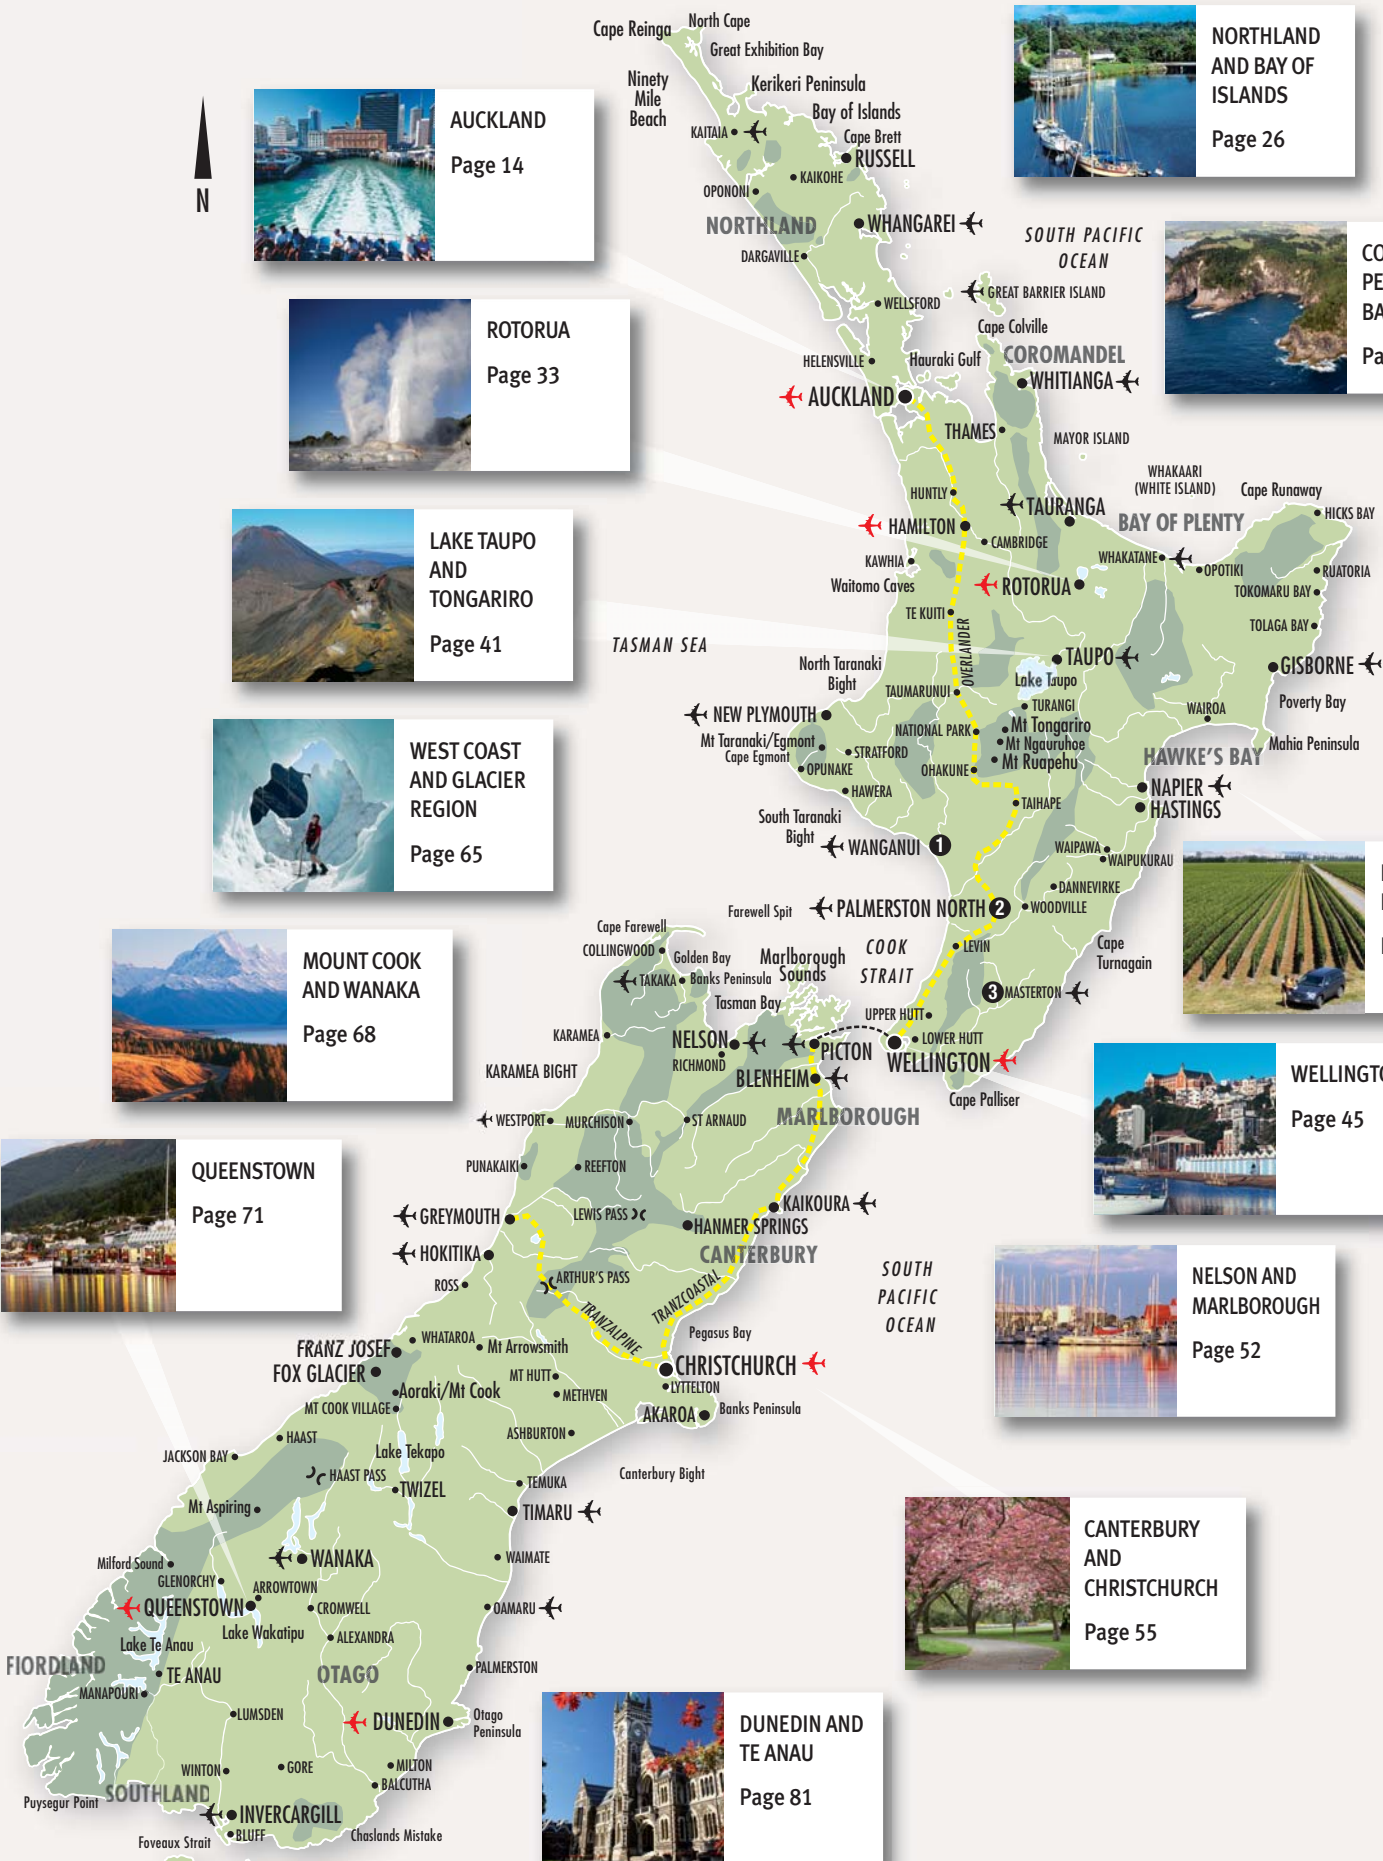 Cape Reinga
North Cape
Great Exhibition Bay
Ninety
Mile
Beach
Kerikeri Peninsula
Bay of Islands
Cape Brett
KAITAIA
RUSSELL
KAIKOHE
OPONONI
NORTHLAND
WHANGAREI
DARGAVILLE
SOUTH PACIFIC
OCEAN
GREAT BARRIER ISLAND
WELLSFORD
Cape Colville
HELENSVILLE
Hauraki Gulf
COROMANDEL
WHITIANGA
AUCKLAND
THAMES
MAYOR ISLAND
WHAKAARI
(WHITE ISLAND)
Cape Runaway
HICKS BAY
HUNTLY
TAURANGA
BAY OF PLENTY
HAMILTON
CAMBRIDGE
KAWHIA
WHAKATANE
OPOTIKI
RUATORIA
Waitomo Caves
ROTORUA
TOKOMARU BAY
TE KUITI
TOLAGA BAY
OVERLANDER
TASMAN SEA
North Taranaki
Bight
TAUPO
GISBORNE
Lake Taupo
TAUMARUNUI
TURANGI
Poverty Bay
NEW PLYMOUTH
WAIROA
NATIONAL PARK
Mt Tongariro
Mt Taranaki/Egmont
Cape Egmont
STRATFORD
Mt Ngauruhoe
Mahia Peninsula
OPUNAKE
OHAKUNE
Mt Ruapehu
HAWKE'S BAY
HAWERA
NAPIER
TAIHAPE
HASTINGS
South Taranaki
Bight
WANGANUI
1
WAIPAWA
WAIPUKURAU
DANNEVIRKE
Farewell Spit
PALMERSTON NORTH
2
WOODVILLE
Cape Farewell
COLLINGWOOD
Golden Bay
Marlborough
Sounds
COOK
STRAIT
LEVIN
Cape
Turnagain
TAKAKA
Banks Peninsula
3
MASTERTON
Tasman Bay
UPPER HUTT
KARAMEA
NELSON
PICTON
LOWER HUTT
RICHMOND
WELLINGTON
KARAMEA BIGHT
BLENHEIM
Cape Palliser
MARLBOROUGH
WESTPORT
MURCHISON
ST ARNAUD
PUNAKAIKI
REEFTON
KAIKOURA
GREYMOUTH
LEWIS PASS
HANMER SPRINGS
HOKITIKA
CANTERBURY
ROSS
ARTHUR'S PASS
SOUTH
PACIFIC
OCEAN
TRANZALPINE
TRANZCOASTAL
WHATAROA
Mt Arrowsmith
Pegasus Bay
FRANZ JOSEF
FOX GLACIER
CHRISTCHURCH
MT HUTT
LYTTELTON
Aoraki/Mt Cook
METHVEN
MT COOK VILLAGE
AKAROA
Banks Peninsula
ASHBURTON
HAAST
JACKSON BAY
Lake Tekapo
HAAST PASS
Canterbury Bight
TEMUKA
TWIZEL
Mt Aspiring
TIMARU
WANAKA
WAIMATE
Milford Sound
GLENORCHY
ARROWTOWN
QUEENSTOWN
CROMWELL
OAMARU
Lake Wakatipu
ALEXANDRA
Lake Te Anau
FIORDLAND
TE ANAU
OTAGO
PALMERSTON
MANAPOURI
LUMSDEN
DUNEDIN
Otago
Peninsula
WINTON
GORE
MILTON
BALCUTHA
Puysegur Point
SOUTHLAND
INVERCARGILL
BLUFF
Foveaux Strait
Chaslands Mistake
N
AUCKLAND
Page 14
ROTORUA
Page 33
LAKE TAUPO
AND
TONGARIRO
Page 41
WEST COAST
AND GLACIER
REGION
Page 65
MOUNT COOK
AND WANAKA
Page 68
QUEENSTOWN
Page 71
NORTHLAND
AND BAY OF
ISLANDS
Page 26
CO
PE
BA
Pa
WELLINGTO
Page 45
NELSON AND
MARLBOROUGH
Page 52
CANTERBURY
AND
CHRISTCHURCH
Page 55
DUNEDIN AND
TE ANAU
Page 81